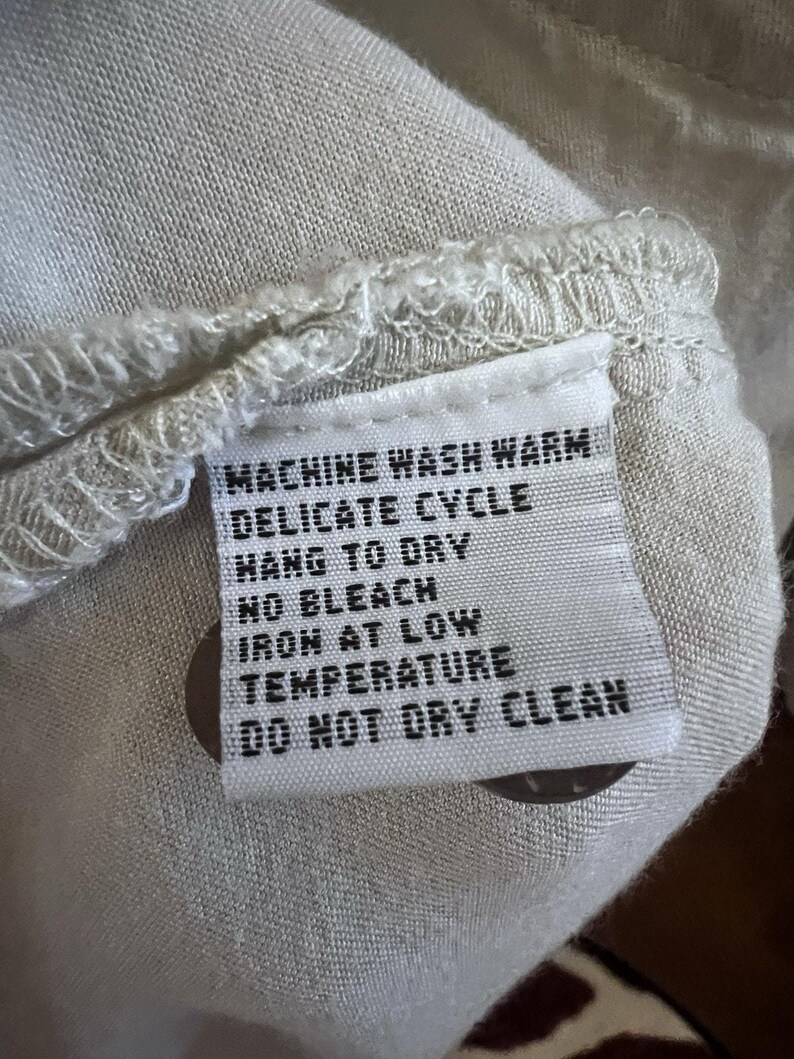 MACHINE WASH WARM
DELICATE CYCLE
HANG TO DRY
NO BLEACH
IRON AT LOW
TEMPERATURE
DO NOT DRY CLEAN